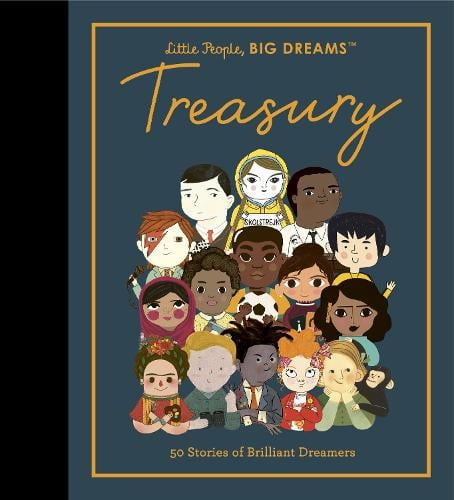 Little People, BIG DREAMS™
Treasury
SKOLSTREJK
50 Stories of Brilliant Dreamers